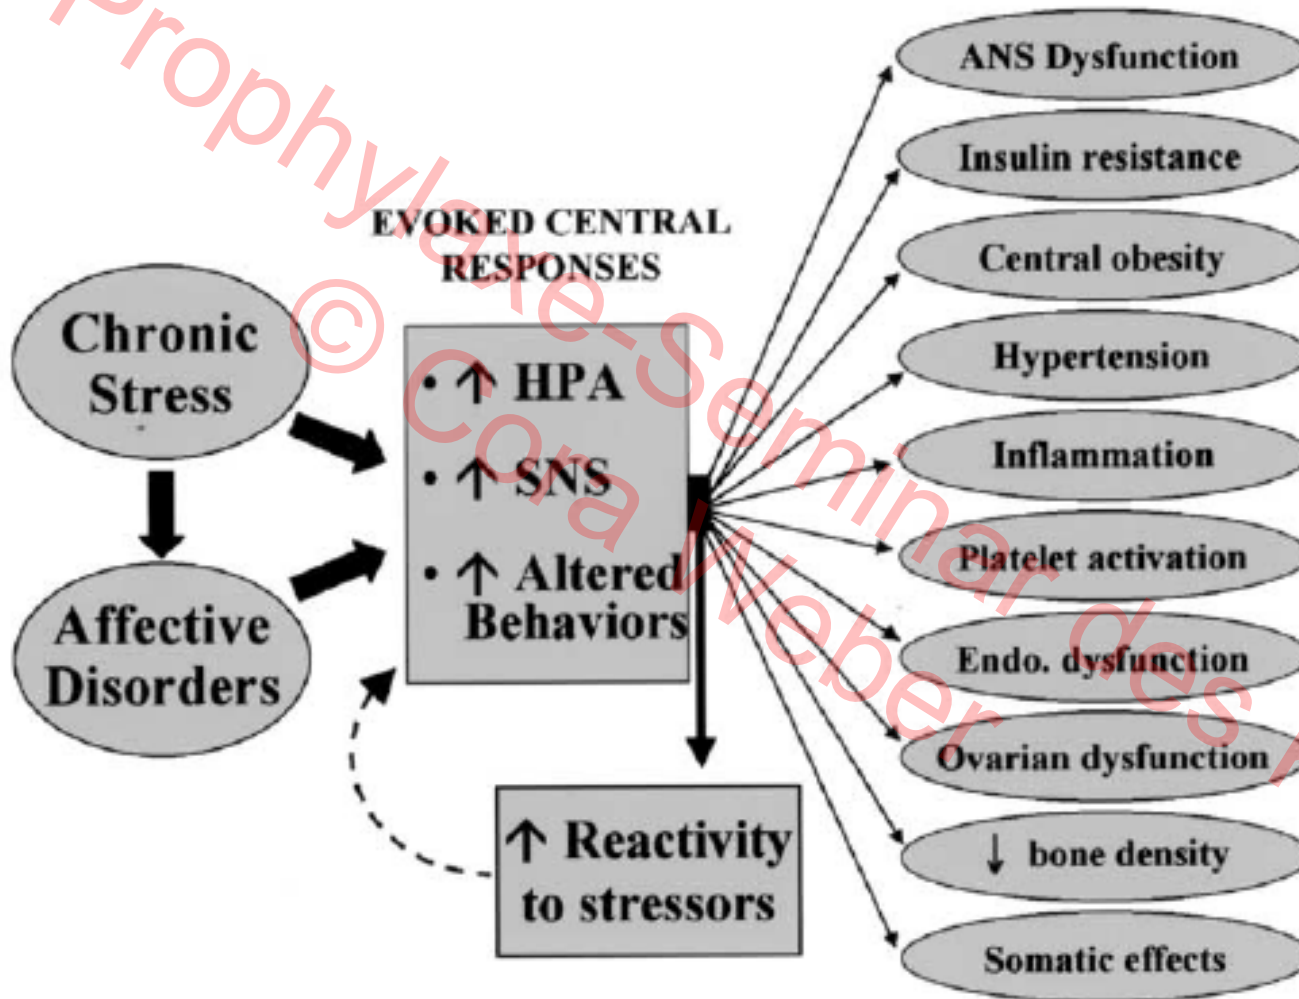 Prophylaxe-Seminar des
© Cora Weber
EVOKED CENTRAL
RESPONSES
Chronic
Stress
Affective
Disorders
• ↑ HPA
• ↑ SNS
• ↑ Altered
Behaviors
↑ Reactivity
to stressors
ANS Dysfunction
Insulin resistance
Central obesity
Hypertension
Inflammation
Platelet activation
Endo. dysfunction
Ovarian dysfunction
↓ bone density
Somatic effects